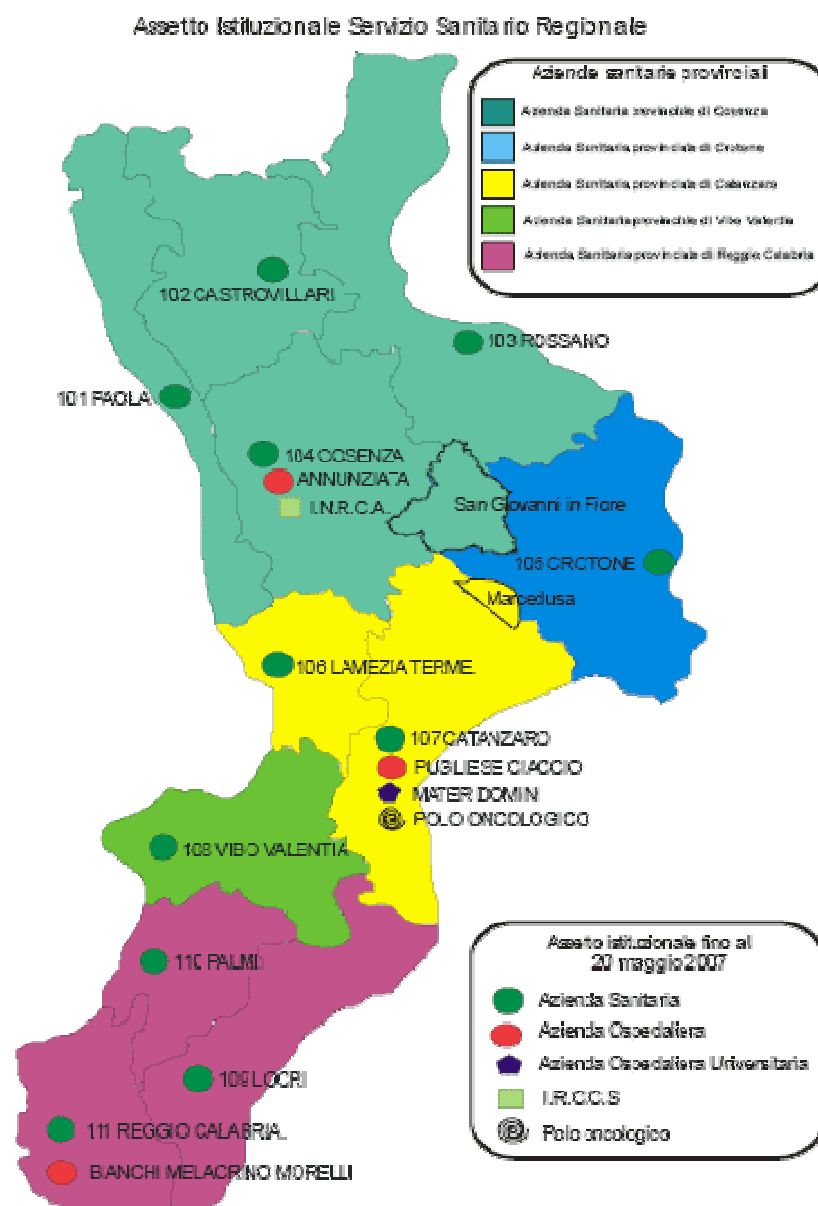 Assetto Istituzionale Servizio Sanitario Regionale
Aziende sanitarie provinciali
Azienda Sanitaria provinciale di Cosenza
Azienda Sanitaria provinciale di Crotone
Azienda Sanitaria provinciale di Catanzaro
Azienda Sanitaria provinciale di Vibo Valentia
Azienda Sanitaria provinciale di Reggio Calabria
102 CASTROVILLARI
103 ROSSANO
101 PAOLA
104 COSENZA
ANNUNZIATA
I.N.R.C.A.
San Giovanni in Fiore
105 CROTONE
Marcedusa
106 LAMEZIA TERME.
107 CATANZARO
PUGLIESE CIACCIO
MATER DOMINI
POLO ONCOLOGICO
108 VIBO VALENTIA
110 PALMI
109 LOCRI
111 REGGIO CALABRIA.
BIANCHI MELACRINO MORELLI
Assetto istituzionale fino al
20 maggio 2007
Azienda Sanitaria
Azienda Ospedaliera
Azienda Ospedaliera Universitaria
I.R.C.C.S
Polo oncologico